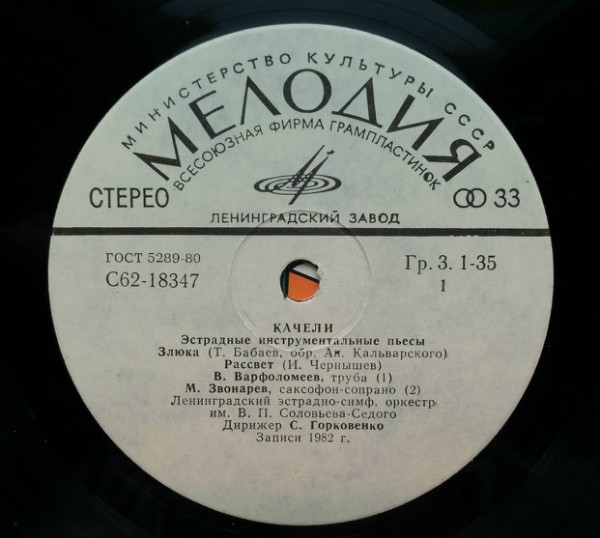 МИНИСТЕРСТВО КУЛЬТУРЫ СССР
МЕЛОДИЯ
ВСЕСОЮЗНАЯ ФИРМА ГРАМПЛАСТИНОК
СТЕРЕО 33
ЛЕНИНГРАДСКИЙ ЗАВОД
ГОСТ 5289-80 Гр. 3. 1-35
С62-18347 1
КАЧЕЛИ
Эстрадные инструментальные пьесы
Злюка (Т. Бабаев, обр. Ан. Кальварского)
Рассвет (И. Чернышев)
В. Варфоломеев, труба (1)
М. Звонарев, саксофон-сопрано (2)
Ленинградский эстрадно-симф. оркестр
им. В. П. Соловьева-Седого
Дирижер С. Горковенко
Записи 1982 г.